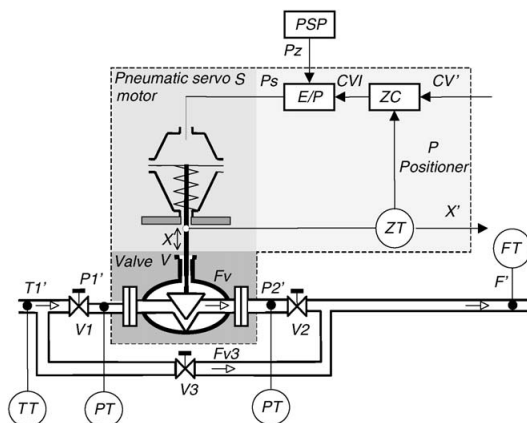 PSP
Pz
Pneumatic servo S
motor
Ps
E/P
CVI
ZC
CV'
P
Positioner
X
ZT
X'
FT
Valve
V
Fv
T1'
P1'
P2'
F'
V1
V2
Fv3
V3
TT
PT
PT